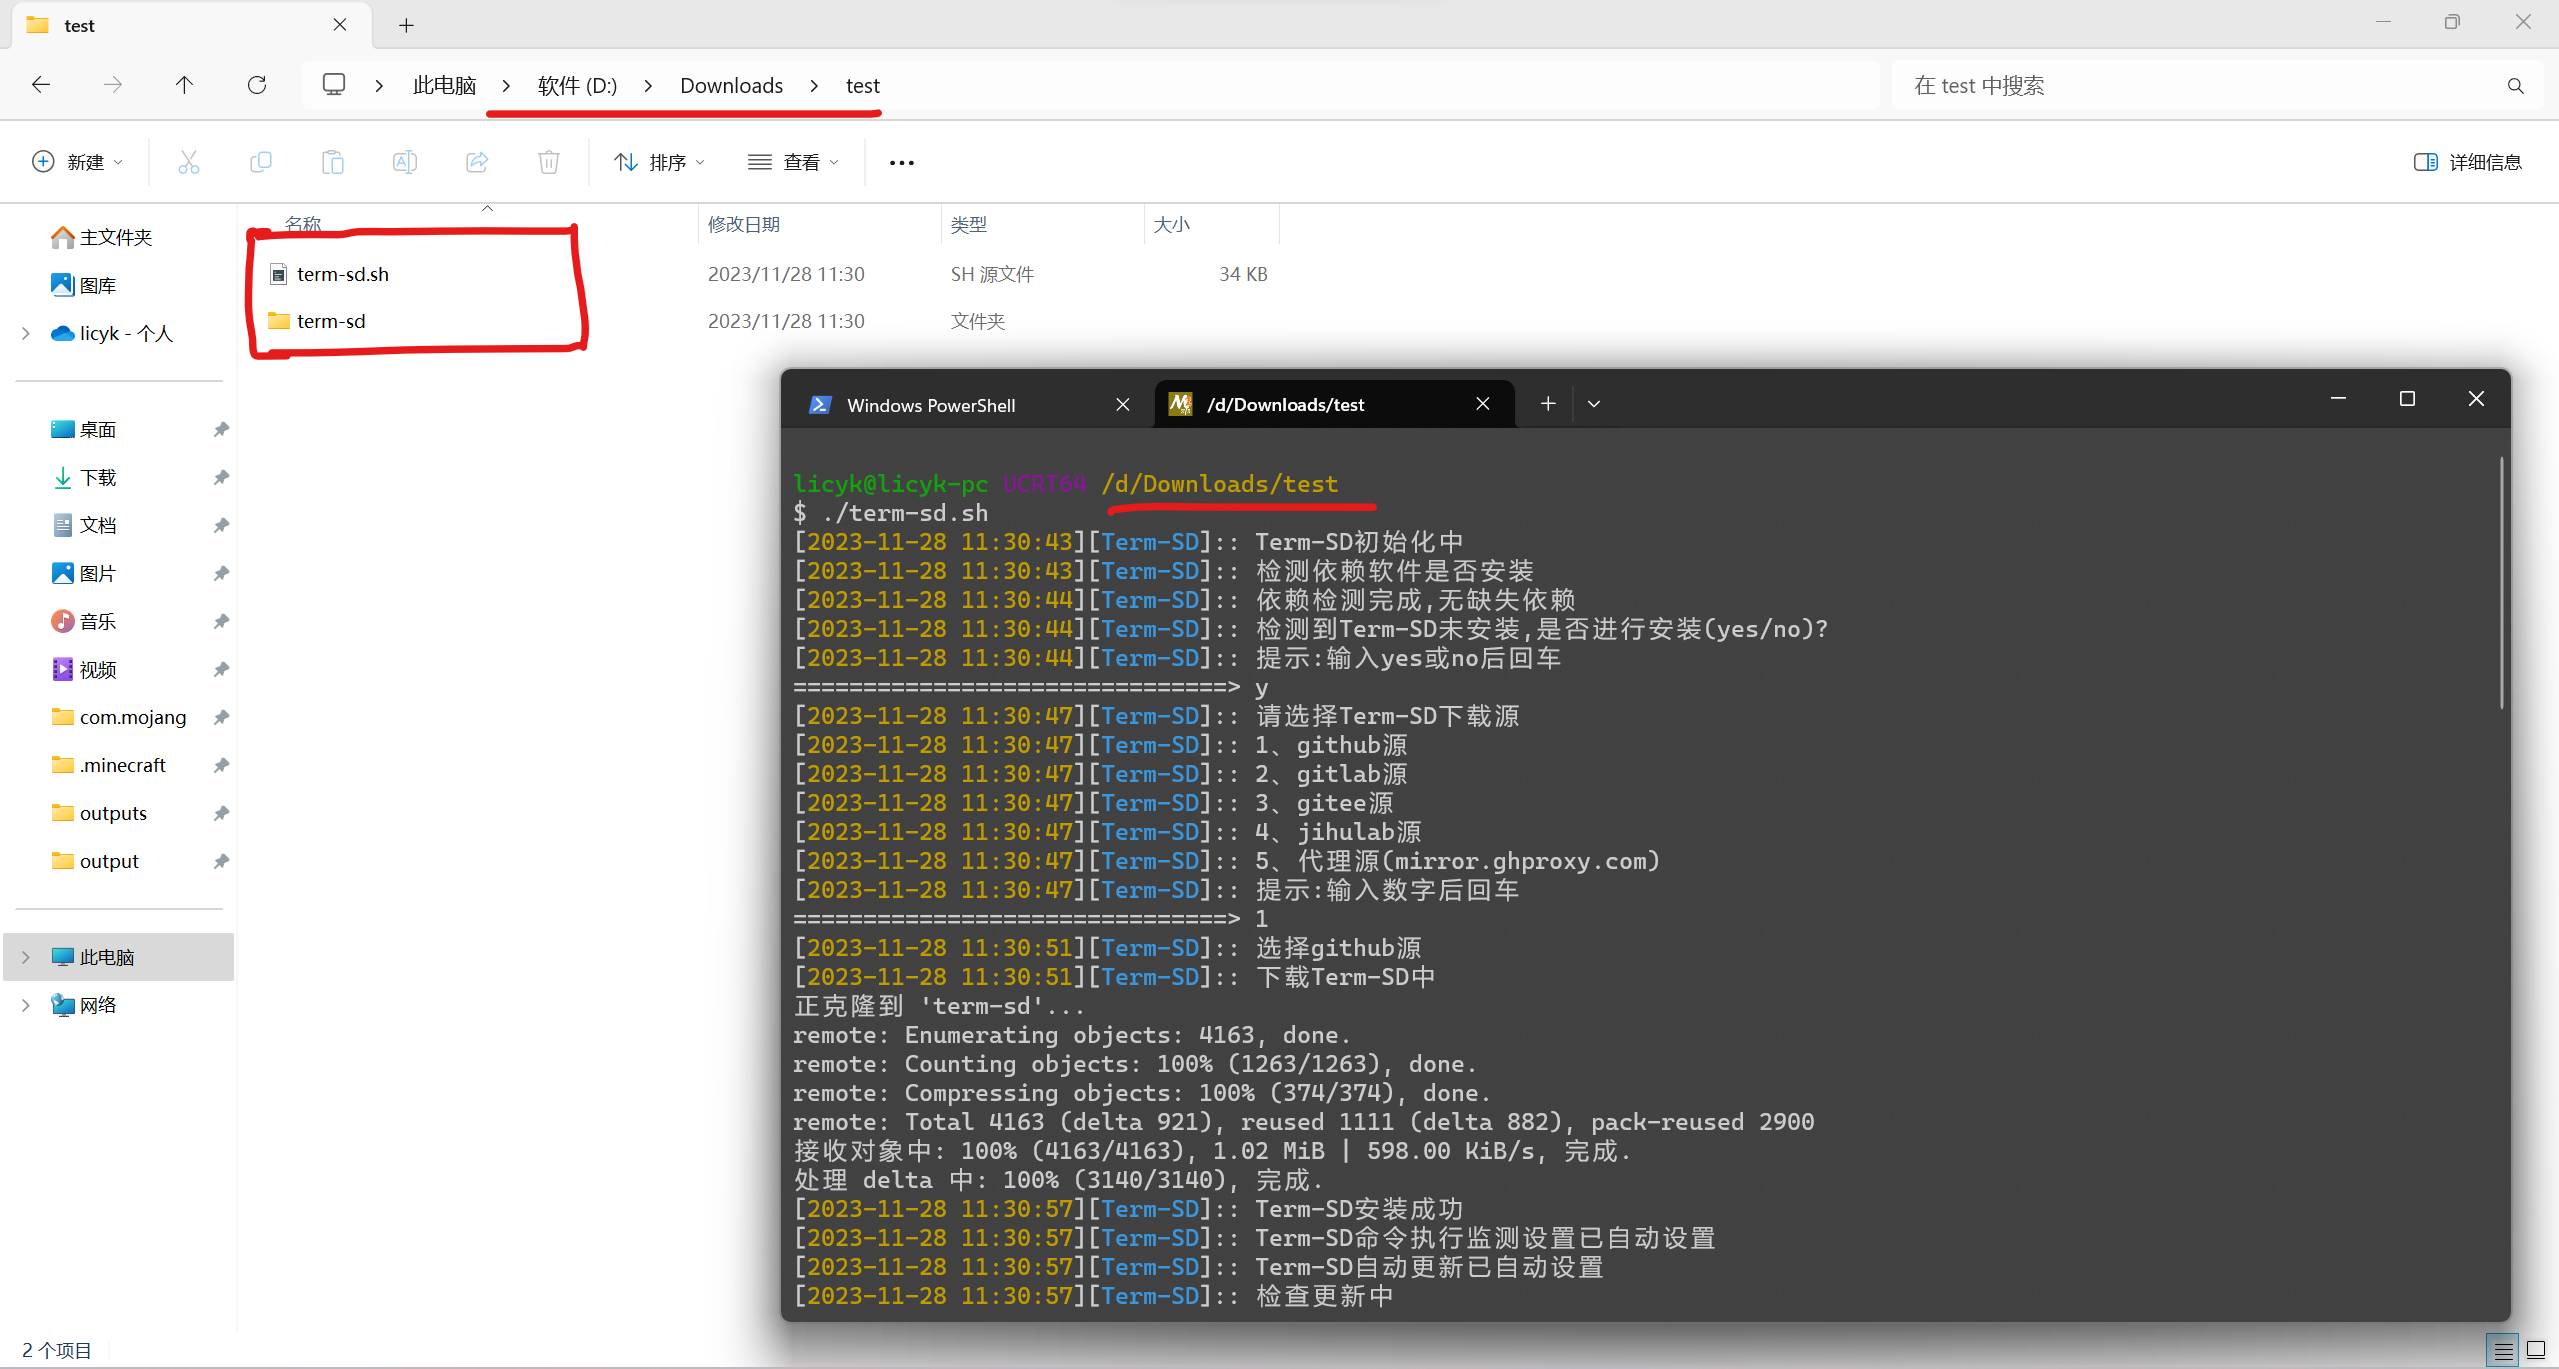 test
此电脑 > 软件 (D:) > Downloads > test
在 test 中搜索
新建
排序
查看
详细信息
名称
修改日期
类型
大小
term-sd.sh
2023/11/28 11:30
SH 源文件
34 KB
term-sd
2023/11/28 11:30
文件夹
主文件夹
图库
licyk - 个人
桌面
下载
文档
图片
音乐
视频
com.mojang
.minecraft
outputs
output
此电脑
网络
2 个项目
Windows PowerShell
/d/Downloads/test
licyk@licyk-pc UCRT64 /d/Downloads/test
$ ./term-sd.sh
[2023-11-28 11:30:43][Term-SD]:: Term-SD初始化中
[2023-11-28 11:30:43][Term-SD]:: 检测依赖软件是否安装
[2023-11-28 11:30:44][Term-SD]:: 依赖检测完成,无缺失依赖
[2023-11-28 11:30:44][Term-SD]:: 检测到Term-SD未安装,是否进行安装(yes/no)?
[2023-11-28 11:30:44][Term-SD]:: 提示:输入yes或no后回车
===============================> y
[2023-11-28 11:30:47][Term-SD]:: 请选择Term-SD下载源
[2023-11-28 11:30:47][Term-SD]:: 1、github源
[2023-11-28 11:30:47][Term-SD]:: 2、gitlab源
[2023-11-28 11:30:47][Term-SD]:: 3、gitee源
[2023-11-28 11:30:47][Term-SD]:: 4、jihulab源
[2023-11-28 11:30:47][Term-SD]:: 5、代理源(mirror.ghproxy.com)
[2023-11-28 11:30:47][Term-SD]:: 提示:输入数字后回车
===============================> 1
[2023-11-28 11:30:51][Term-SD]:: 选择github源
[2023-11-28 11:30:51][Term-SD]:: 下载Term-SD中
正克隆到 'term-sd'...
remote: Enumerating objects: 4163, done.
remote: Counting objects: 100% (1263/1263), done.
remote: Compressing objects: 100% (374/374), done.
remote: Total 4163 (delta 921), reused 1111 (delta 882), pack-reused 2900
接收对象中: 100% (4163/4163), 1.02 MiB | 598.00 KiB/s, 完成.
处理 delta 中: 100% (3140/3140), 完成.
[2023-11-28 11:30:57][Term-SD]:: Term-SD安装成功
[2023-11-28 11:30:57][Term-SD]:: Term-SD命令执行监测设置已自动设置
[2023-11-28 11:30:57][Term-SD]:: Term-SD自动更新已自动设置
[2023-11-28 11:30:57][Term-SD]:: 检查更新中